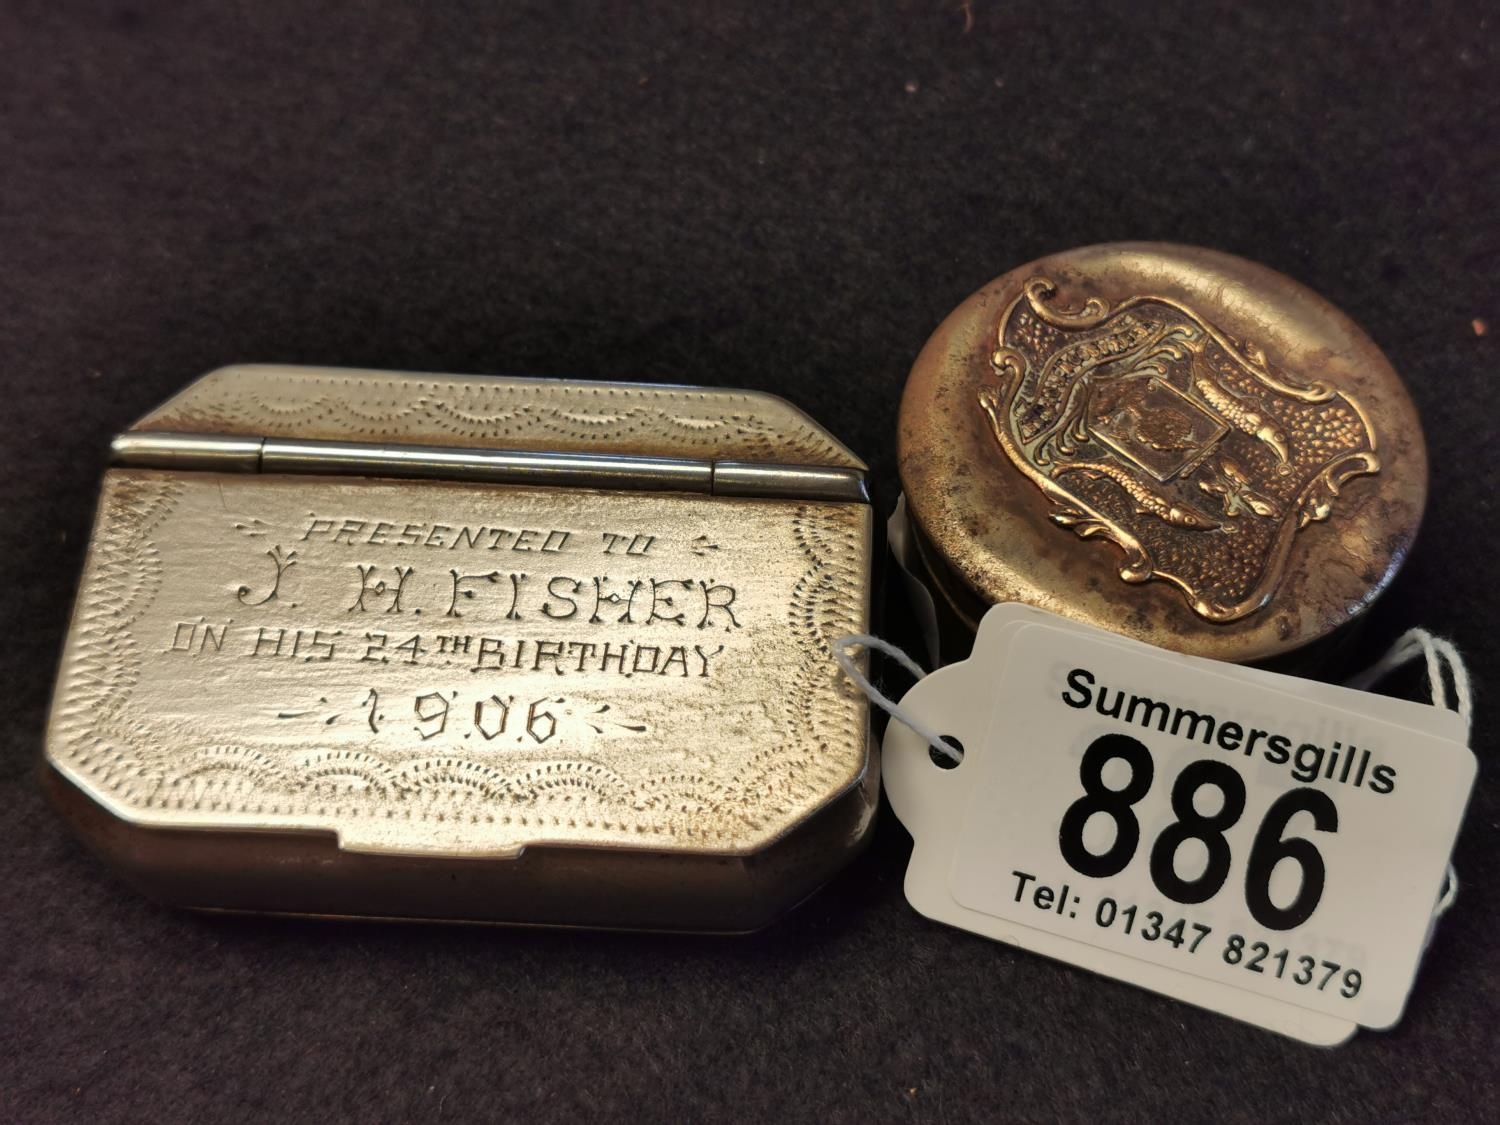 PRESENTED TO
J. H. FISHER
ON HIS 24TH BIRTHDAY
1906
Summersgills
886
Tel: 01347 821379